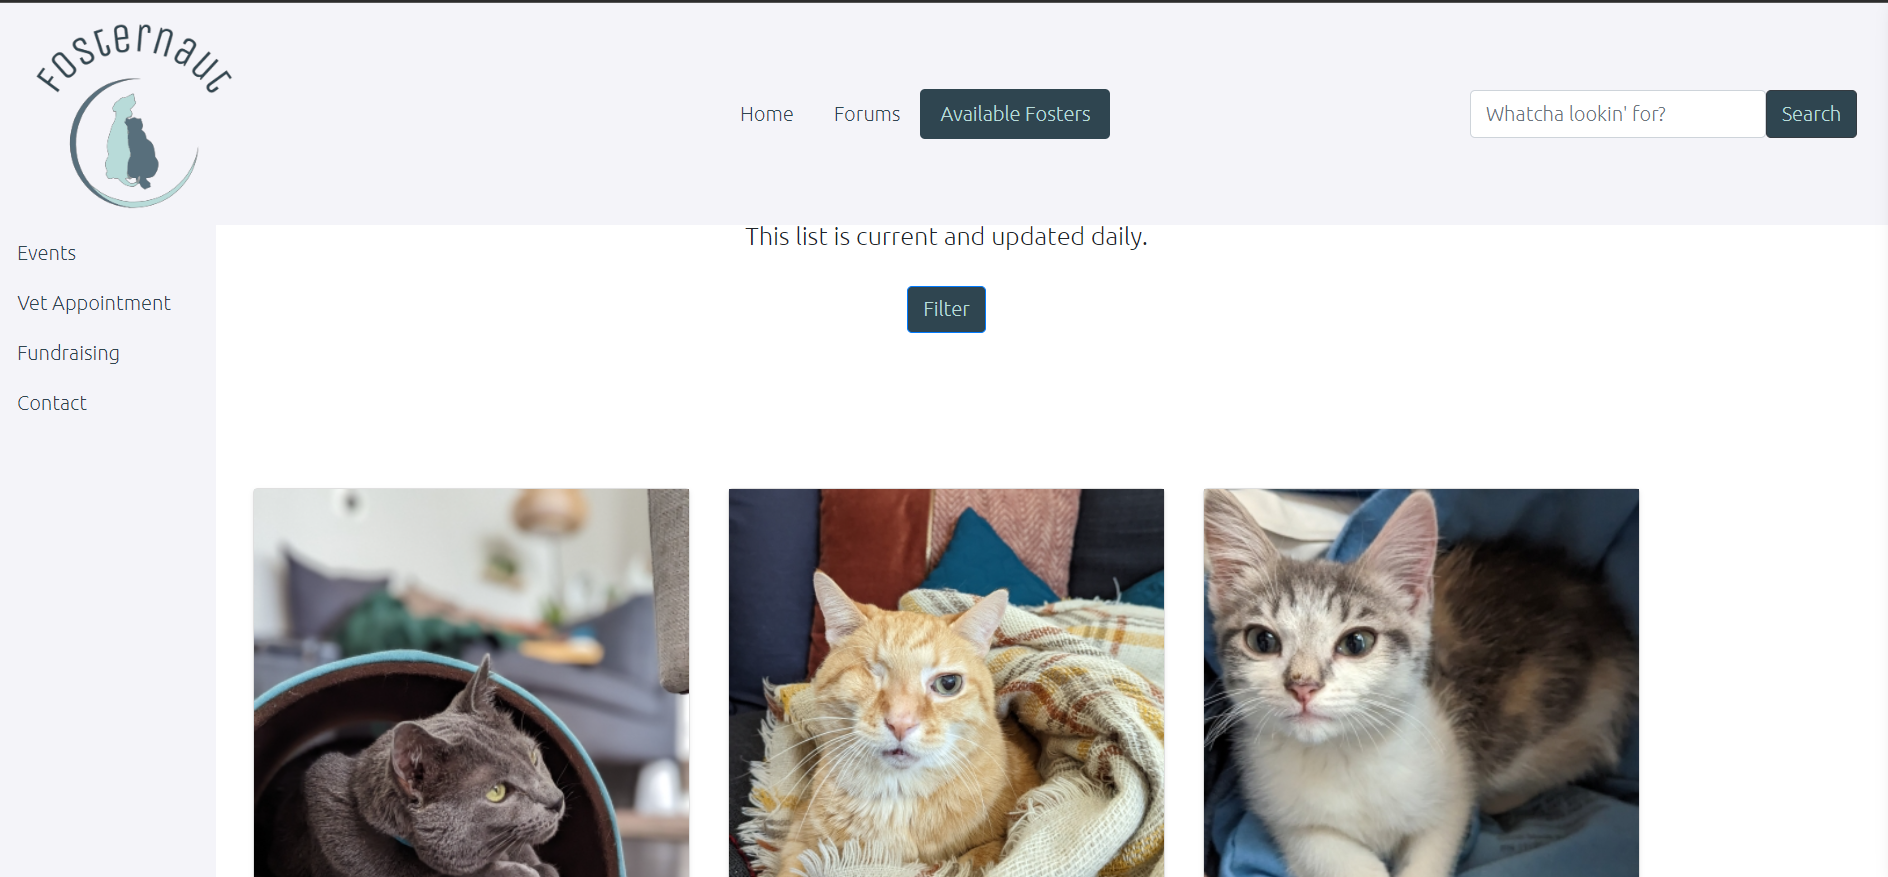 Fosternaut
Home Forums Available Fosters
Whatcha lookin' for? Search
Events
Vet Appointment
Fundraising
Contact
This list is current and updated daily.
Filter